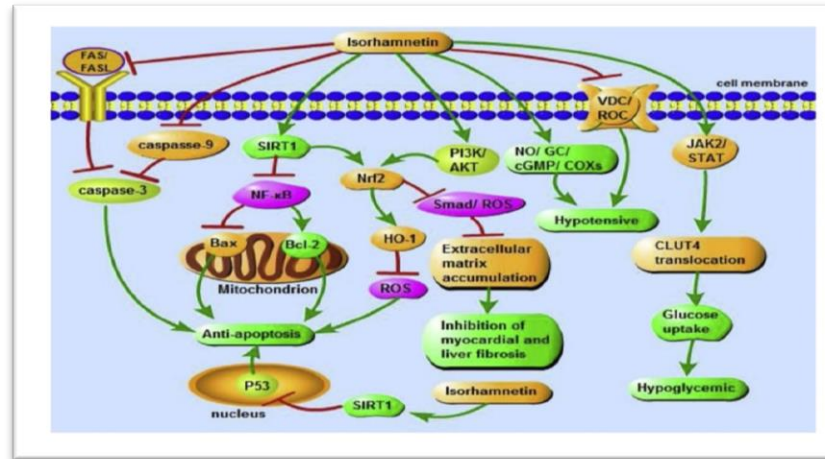 Isorhamnetin
FAS/
FASL
cell membrane
VDC/
ROC
caspasse-9
SIRT1
PI3K/
AKT
NO/ GC/
cGMP/ COXs
JAK2/
STAT
caspase-3
NF-κB
Nrf2
Smad/ ROS
Hypotensive
Bax
Bcl-2
HO-1
Extracellular
matrix
accumulation
CLUT4
translocation
Mitochondrion
ROS
Glucose
uptake
Anti-apoptosis
Inhibition of
myocardial and
liver fibrosis
P53
nucleus
SIRT1
Isorhamnetin
Hypoglycemic